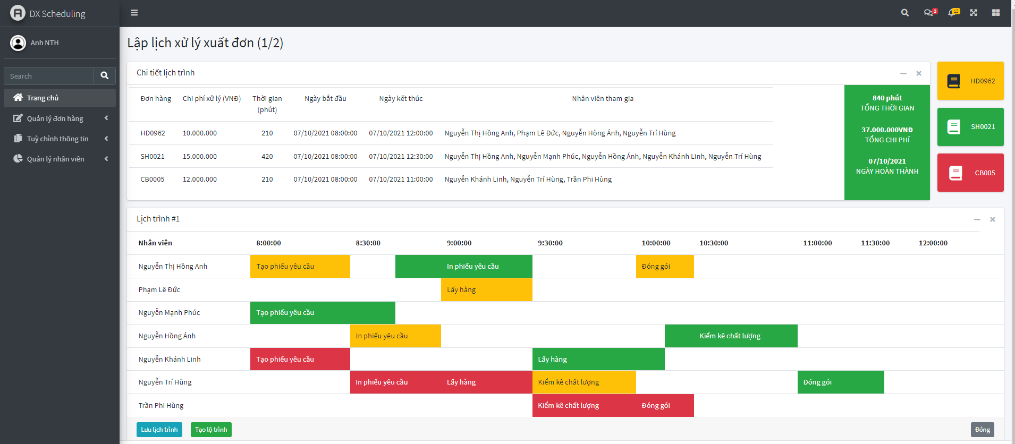 DX Scheduling
3
Anh NTH
Search
Trang chủ
Quản lý đơn hàng
Tuỳ chỉnh thông tin
Quản lý nhân viên
Lập lịch xử lý xuất đơn (1/2)
Chi tiết lịch trình
Đơn hàng Chi phí xử lý (VNĐ) Thời gian (phút) Ngày bắt đầu Ngày kết thúc Nhân viên tham gia
HD0982 10.000.000 210 07/10/2021 08:00:00 07/10/2021 12:00:00 Nguyễn Thị Hồng Anh, Phạm Lê Đức, Nguyễn Hồng Ánh, Nguyễn Trí Hùng
SH0021 15.000.000 420 07/10/2021 08:00:00 07/10/2021 12:30:00 Nguyễn Thị Hồng Anh, Nguyễn Mạnh Phúc, Nguyễn Hồng Ánh, Nguyễn Khánh Linh, Nguyễn Trí Hùng
CB0005 12.000.000 210 07/10/2021 08:00:00 07/10/2021 11:00:00 Nguyễn Khánh Linh, Nguyễn Trí Hùng, Trần Phi Hùng
840 phút
TỔNG THỜI GIAN
37.000.000VNĐ
TỔNG CHI PHÍ
07/10/2021
NGÀY HOÀN THÀNH
HD0982
SH0021
CB005
Lịch trình #1
Nhân viên 8:00:00 8:30:00 9:00:00 9:30:00 10:00:00 10:30:00 11:00:00 11:30:00 12:00:00
Nguyễn Thị Hồng Anh Tạo phiếu yêu cầu In phiếu yêu cầu Đóng gói
Phạm Lê Đức Lấy hàng
Nguyễn Mạnh Phúc Tạo phiếu yêu cầu
Nguyễn Hồng Ánh In phiếu yêu cầu Kiểm kê chất lượng
Nguyễn Khánh Linh Tạo phiếu yêu cầu Lấy hàng
Nguyễn Trí Hùng In phiếu yêu cầu Lấy hàng Kiểm kê chất lượng Đóng gói
Trần Phi Hùng Kiểm kê chất lượng Đóng gói
Lưu lịch trình Tạo lộ trình Đóng